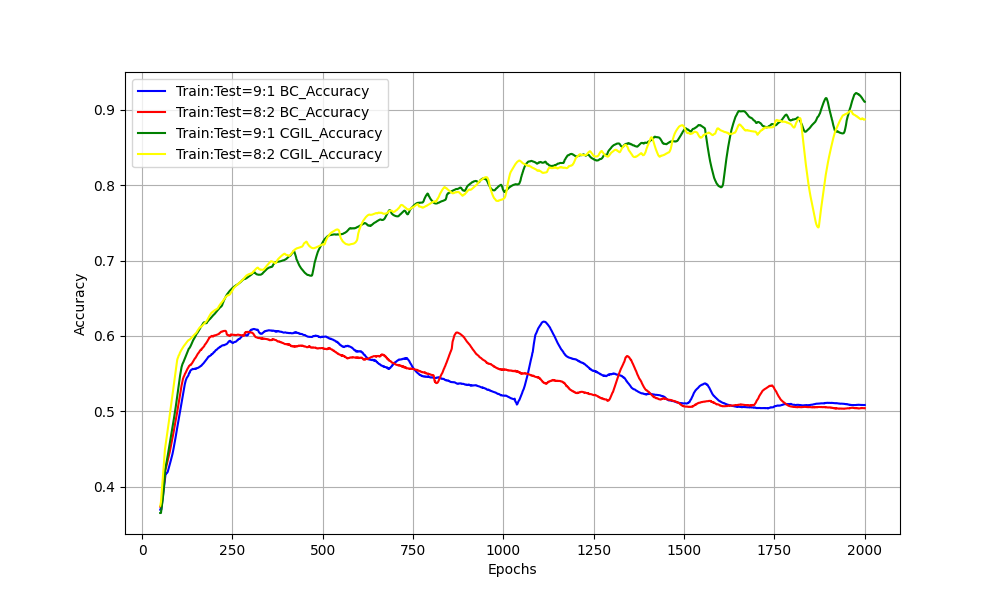 Train:Test=9:1 BC_Accuracy
Train:Test=8:2 BC_Accuracy
Train:Test=9:1 CGIL_Accuracy
Train:Test=8:2 CGIL_Accuracy
0.9
0.8
0.7
0.6
0.5
0.4
Accuracy
0 250 500 750 1000 1250 1500 1750 2000
Epochs